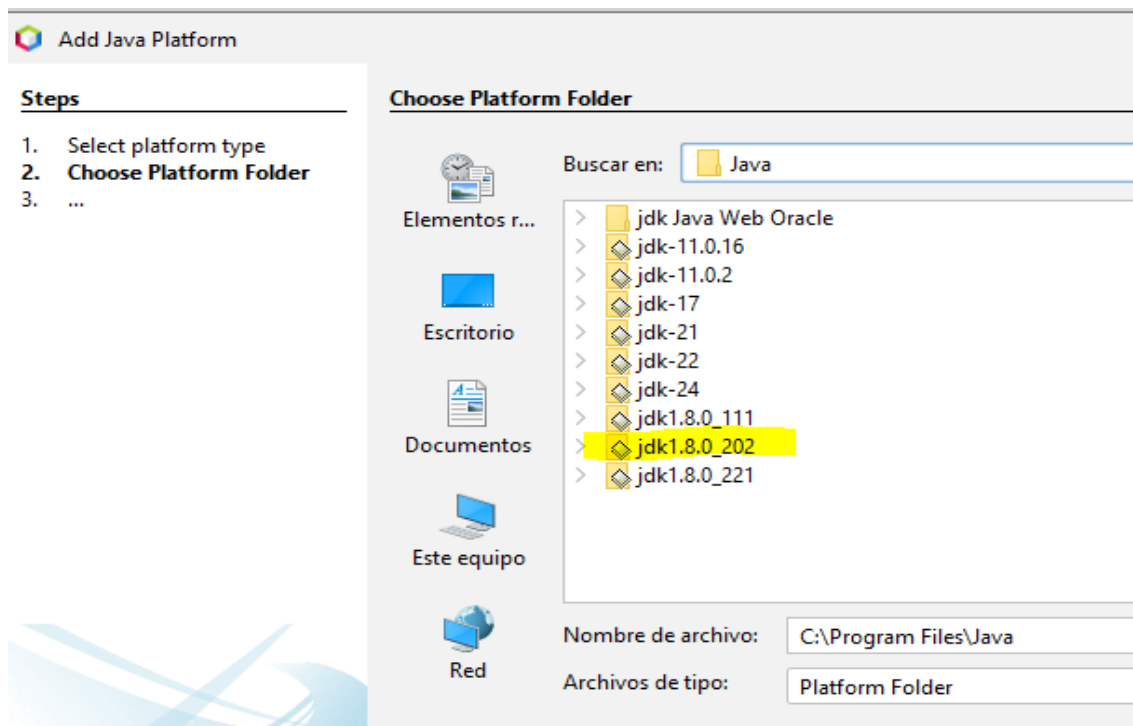 Add Java Platform
Steps
1. Select platform type
2. Choose Platform Folder
3. ...
Choose Platform Folder
Buscar en: Java
Elementos r...
Escritorio
Documentos
Este equipo
Red
jdk Java Web Oracle
jdk-11.0.16
jdk-11.0.2
jdk-17
jdk-21
jdk-22
jdk-24
jdk1.8.0_111
jdk1.8.0_202
jdk1.8.0_221
Nombre de archivo: C:\Program Files\Java
Archivos de tipo: Platform Folder